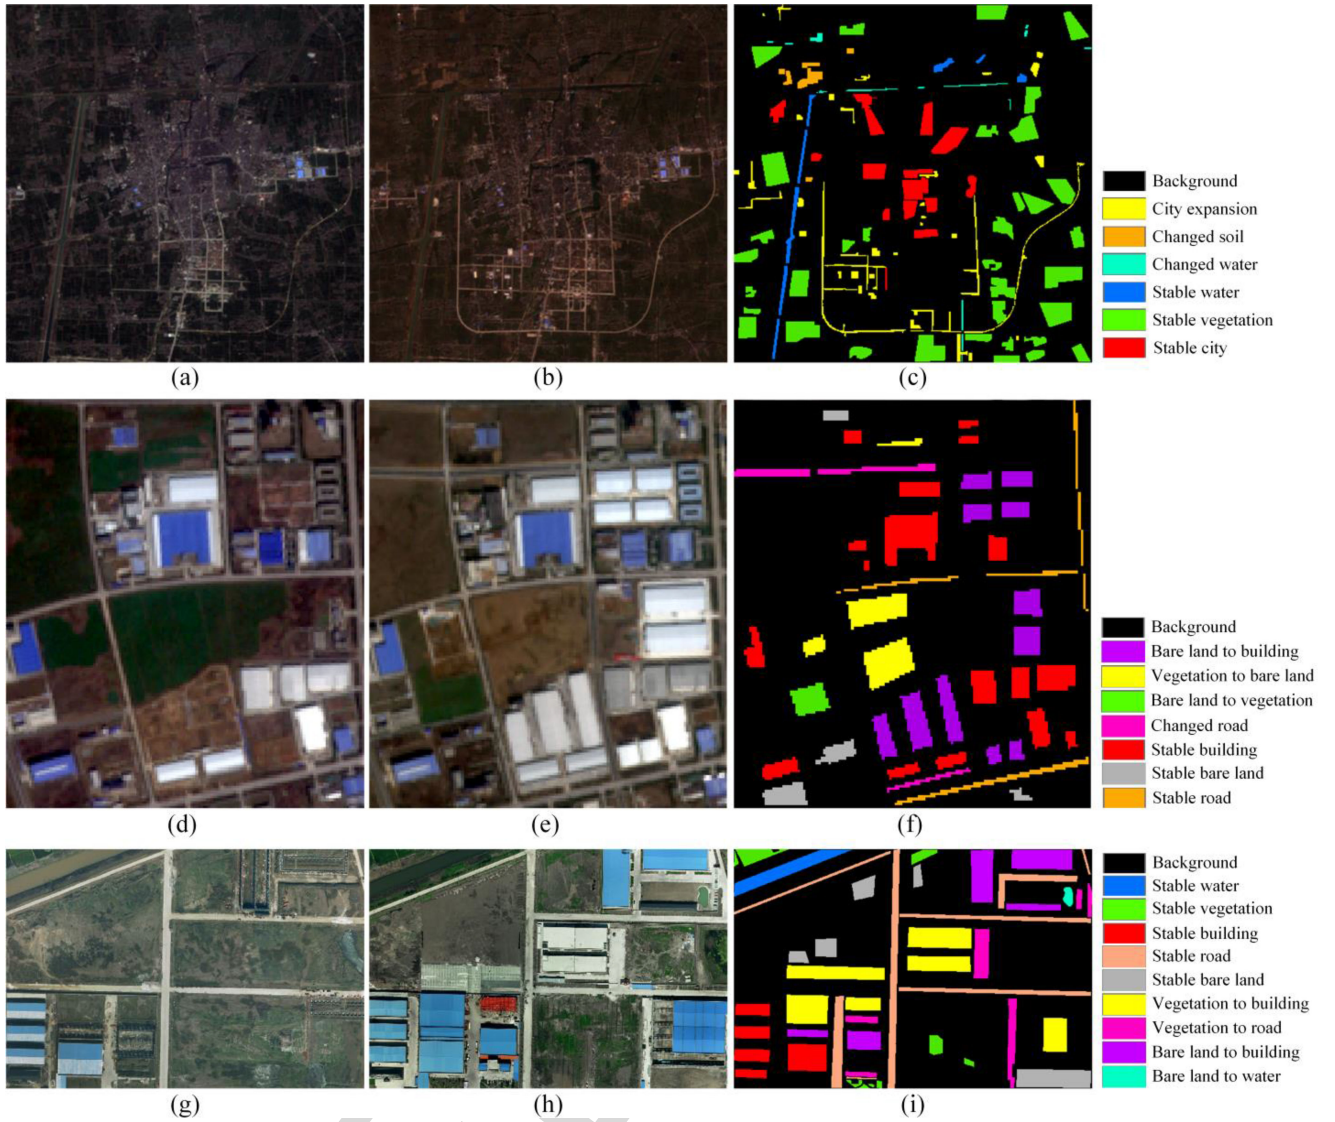 Background
City expansion
Changed soil
Changed water
Stable water
Stable vegetation
Stable city
(a)
(b)
(c)
Background
Bare land to building
Vegetation to bare land
Bare land to vegetation
Changed road
Stable building
Stable bare land
Stable road
(d)
(e)
(f)
Background
Stable water
Stable vegetation
Stable building
Stable road
Stable bare land
Vegetation to building
Vegetation to road
Bare land to building
Bare land to water
(g)
(h)
(i)